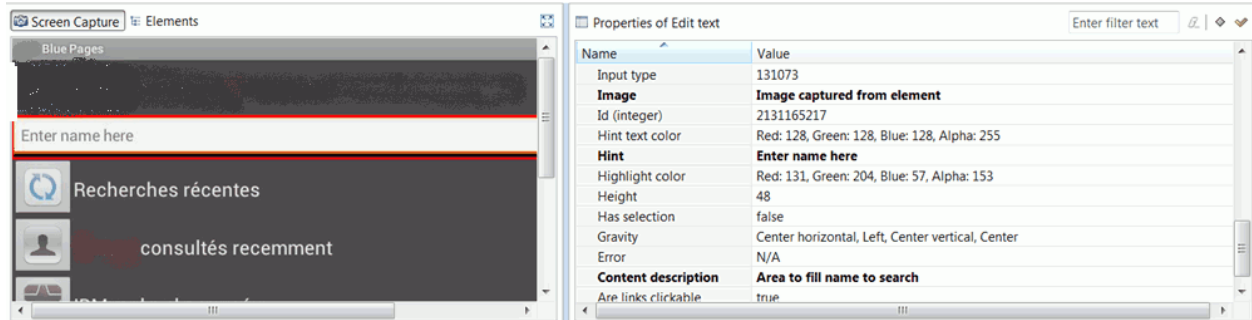 Screen Capture
Elements
Blue Pages
Enter name here
Recherches récentes
consultés recemment
Properties of Edit text
Enter filter text
Name Value
Input type 131073
Image Image captured from element
Id (integer) 2131165217
Hint text color Red: 128, Green: 128, Blue: 128, Alpha: 255
Hint Enter name here
Highlight color Red: 131, Green: 204, Blue: 57, Alpha: 153
Height 48
Has selection false
Gravity Center horizontal, Left, Center vertical, Center
Error N/A
Content description Area to fill name to search
Are links clickable true